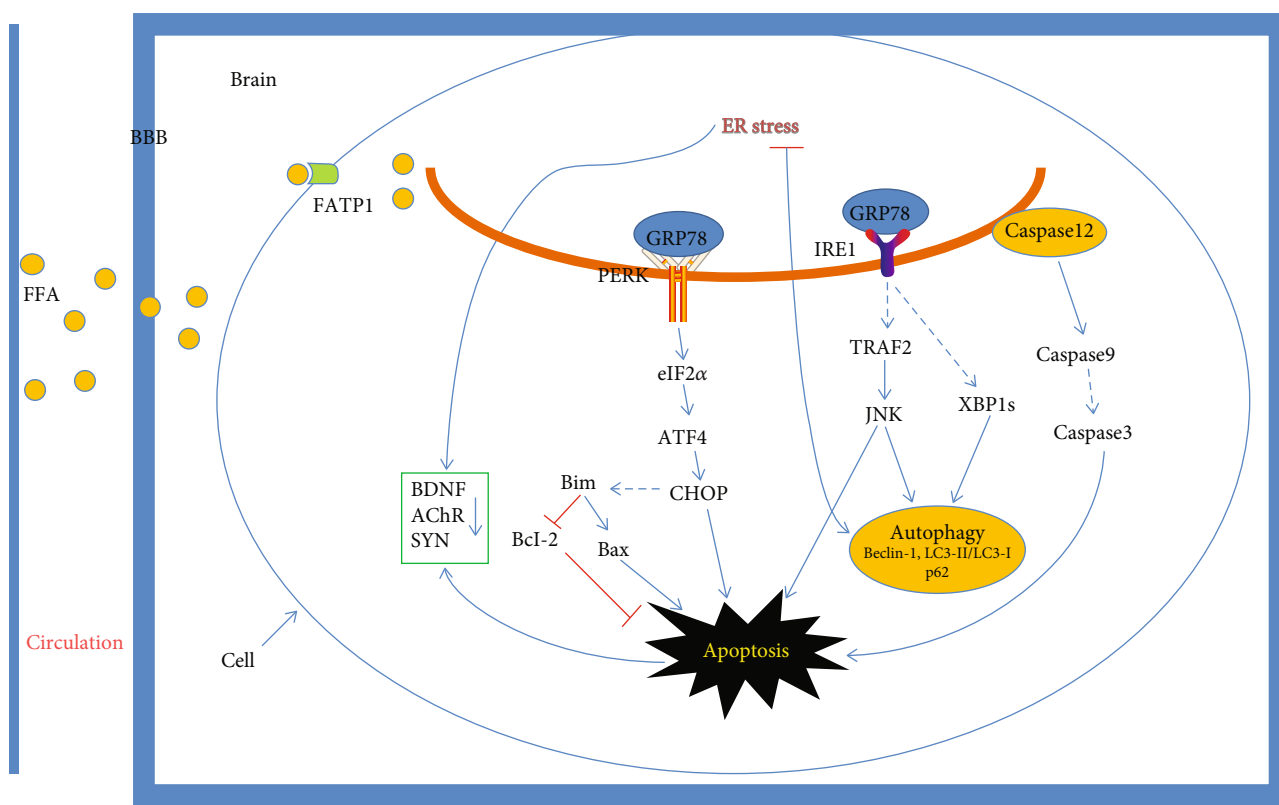 Brain
ER stress
BBB
FATP1
GRP78
GRP78
Caspase12
IRE1
PERK
FFA
TRAF2
Caspase9
eIF2α
XBP1s
JNK
Caspase3
ATF4
Bim
CHOP
BDNF
AChR
SYN
BcI-2
Bax
Autophagy
Beclin-1, LC3-II/LC3-I
p62
Circulation
Cell
Apoptosis